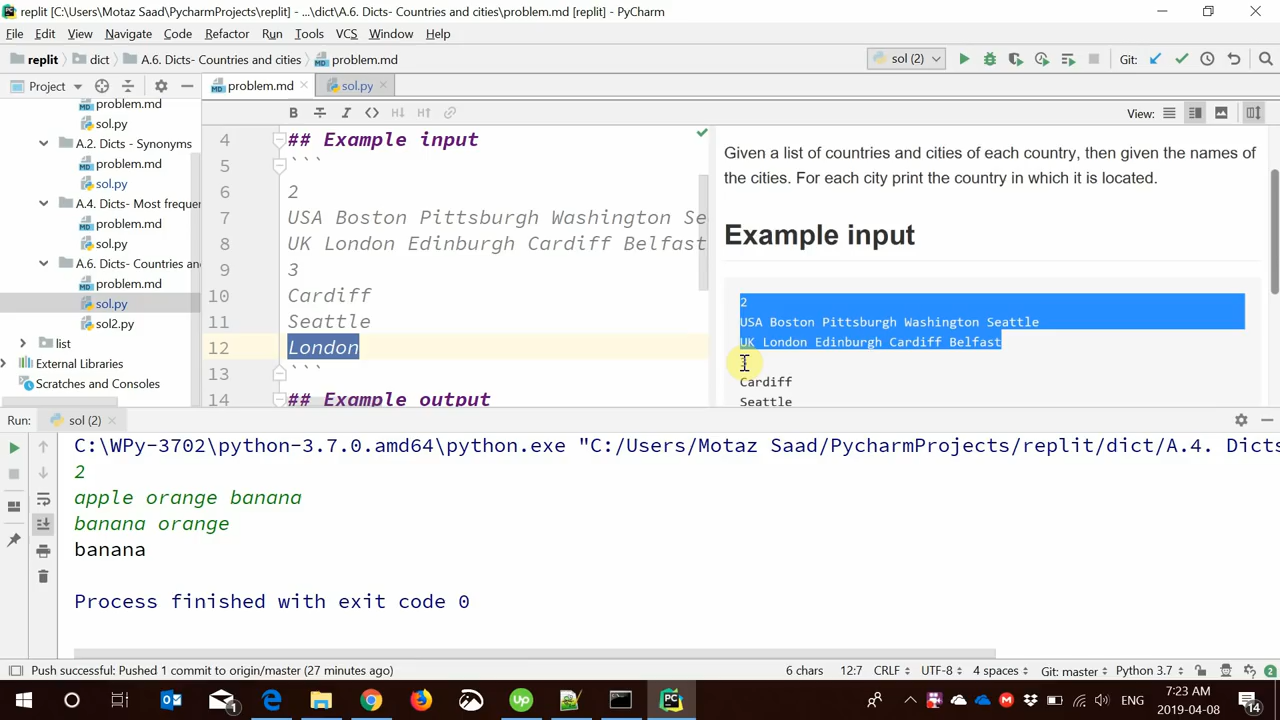 replit [C:\Users\Motaz Saad\PycharmProjects\replit] - ...\dict\A.6. Dicts- Countries and cities\problem.md [replit] - PyCharm
File Edit View Navigate Code Refactor Run Tools VCS Window Help
replit dict A.6. Dicts- Countries and cities problem.md sol (2) Git:
Project problem.md sol.py
View:
problem.md
sol.py
A.2. Dicts - Synonyms
problem.md
sol.py
A.4. Dicts- Most frequen
problem.md
sol.py
A.6. Dicts- Countries an
problem.md
sol.py
sol2.py
list
External Libraries
Scratches and Consoles
4 ## Example input
5 ```
6 2
7 USA Boston Pittsburgh Washington Se
8 UK London Edinburgh Cardiff Belfast
9 3
10 Cardiff
11 Seattle
12 London
13 ```
14 ## Example output
Given a list of countries and cities of each country, then given the names of
the cities. For each city print the country in which it is located.
Example input
2
USA Boston Pittsburgh Washington Seattle
UK London Edinburgh Cardiff Belfast
Cardiff
Seattle
Run: sol (2)
C:\WPy-3702\python-3.7.0.amd64\python.exe "C:/Users/Motaz Saad/PycharmProjects/replit/dict/A.4. Dicts
2
apple orange banana
banana orange
banana
Process finished with exit code 0
Push successful: Pushed 1 commit to origin/master (27 minutes ago) 6 chars 12:7 CRLF UTF-8 4 spaces Git: master Python 3.7 2
ENG 7:23 AM
2019-04-08 14